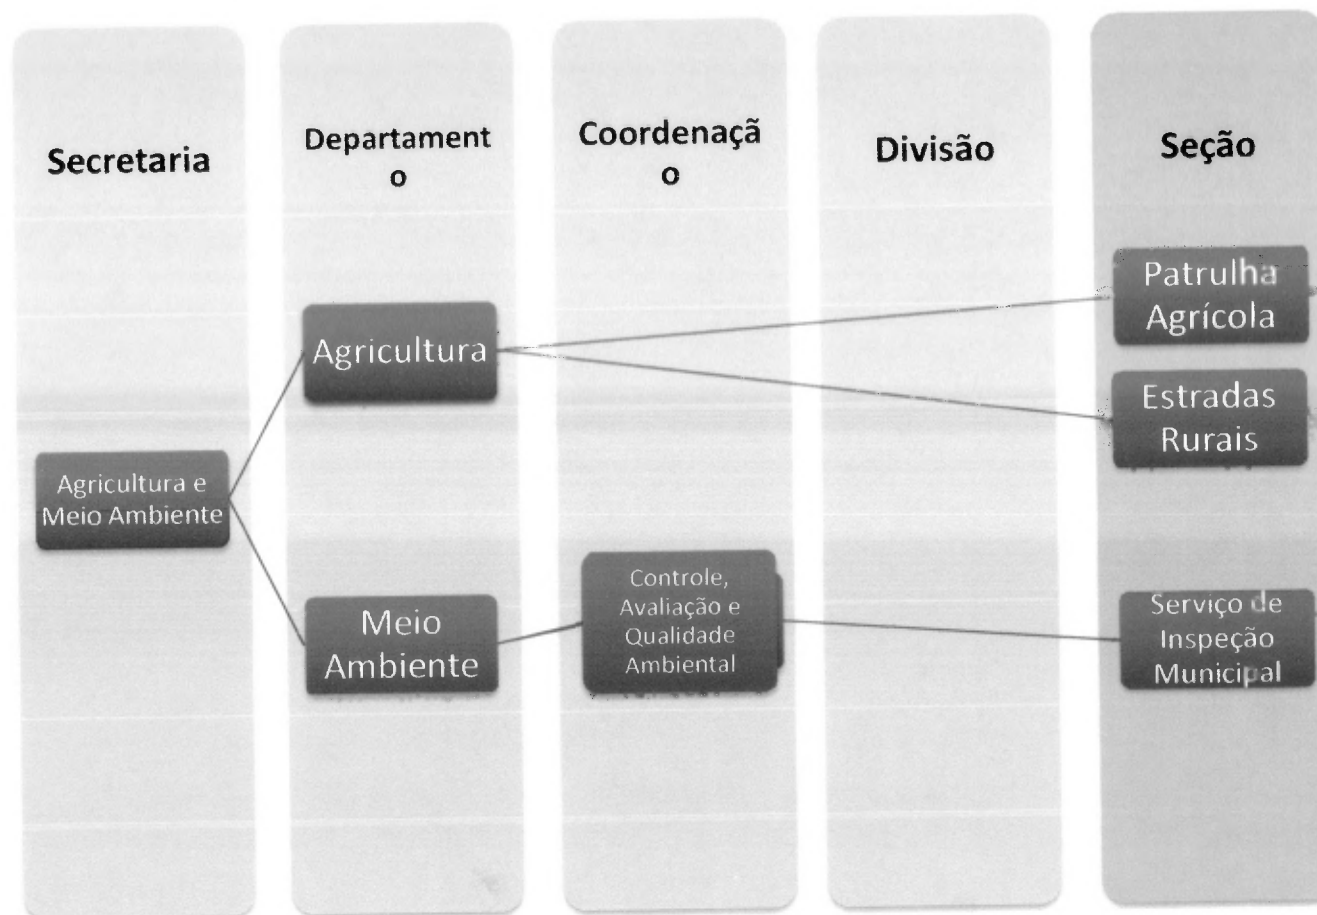 Secretaria
Departament
o
Coordenaçã
o
Divisão
Seção
Agricultura e
Meio Ambiente
Agricultura
Meio
Ambiente
Controle,
Avaliação e
Qualidade
Ambiental
Patrulha
Agrícola
Estradas
Rurais
Serviço de
Inspeção
Municipal